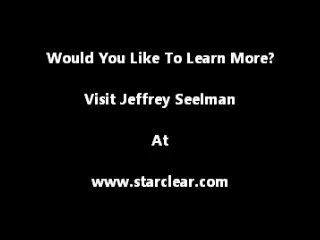 Would You Like To Learn More?
Visit Jeffrey Seelman
At
www.starclear.com